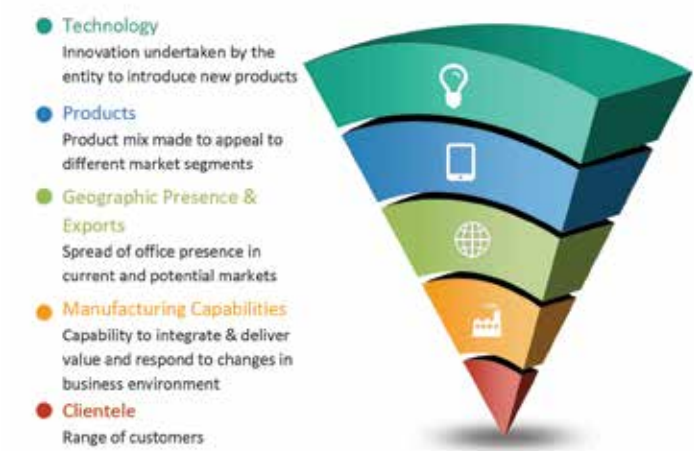 Technology
Innovation undertaken by the
entity to introduce new products
Products
Product mix made to appeal to
different market segments
Geographic Presence &
Exports
Spread of office presence in
current and potential markets
Manufacturing Capabilities
Capability to integrate & deliver
value and respond to changes in
business environment
Clientele
Range of customers